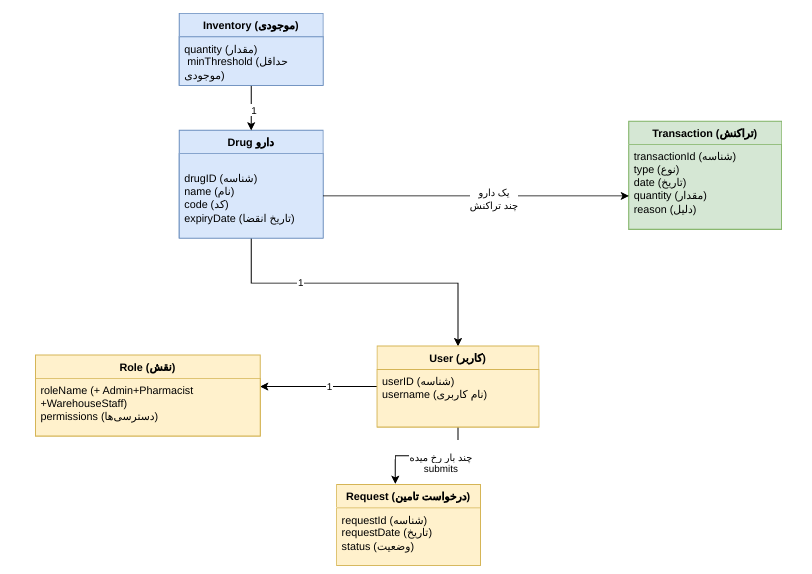 Inventory (موجودی)
quantity (مقدار)
minThreshold (حداقل
موجودی)
1
Drug دارو
drugID (شناسه)
name (نام)
code (کد)
expiryDate (تاریخ انقضا)
یک دارو
چند تراکنش
Transaction (تراکنش)
transactionId (شناسه)
type (نوع)
date (تاریخ)
quantity (مقدار)
reason (دلیل)
1
User (کاربر)
userID (شناسه)
username (نام کاربری)
1
Role (نقش)
roleName (+ Admin+Pharmacist
+WarehouseStaff)
permissions (دسترسی‌ها)
چند بار رخ میده
submits
Request (درخواست تامین)
requestId (شناسه)
requestDate (تاریخ)
status (وضعیت)